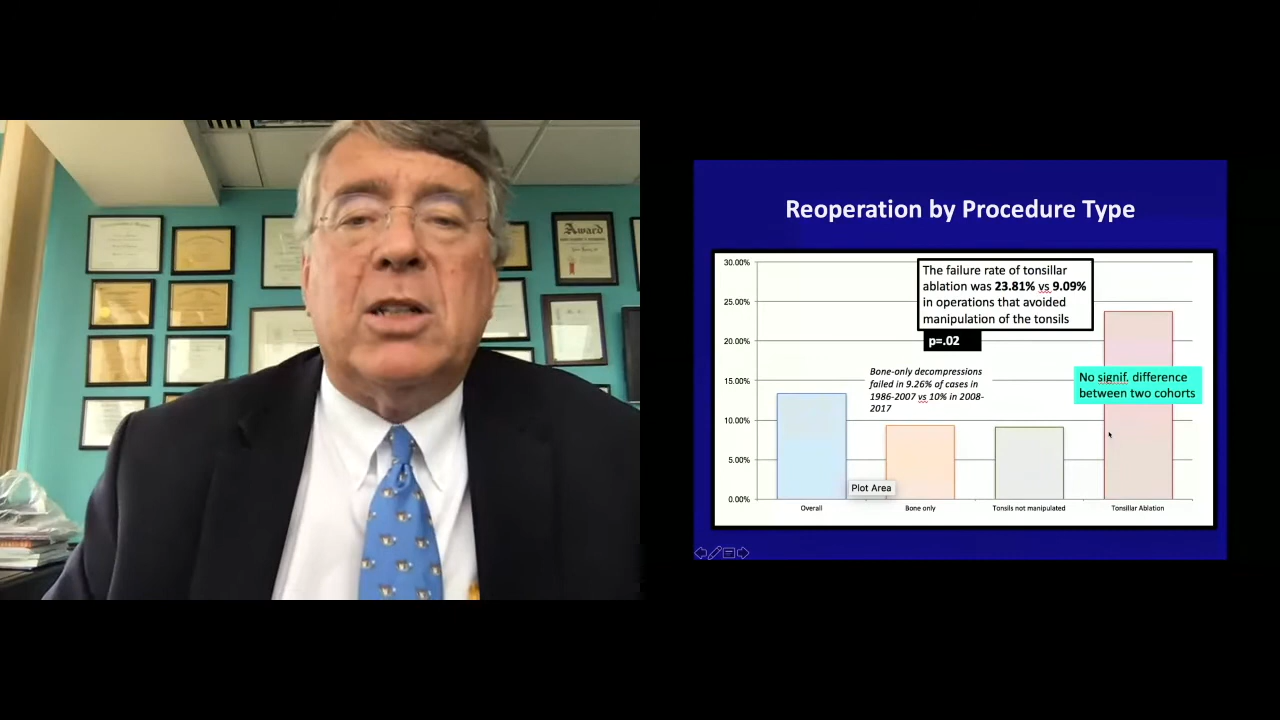 Award
Reoperation by Procedure Type
30.00%
25.00%
20.00%
15.00%
10.00%
5.00%
0.00%
The failure rate of tonsillar
ablation was 23.81% vs 9.09%
in operations that avoided
manipulation of the tonsils
p=.02
Bone-only decompressions
failed in 9.26% of cases in
1986-2007 vs 10% in 2008-
2017
No signif. difference
between two cohorts
Plot Area
Overall
Bone only
Tonsils not manipulated
Tonsillar Ablation